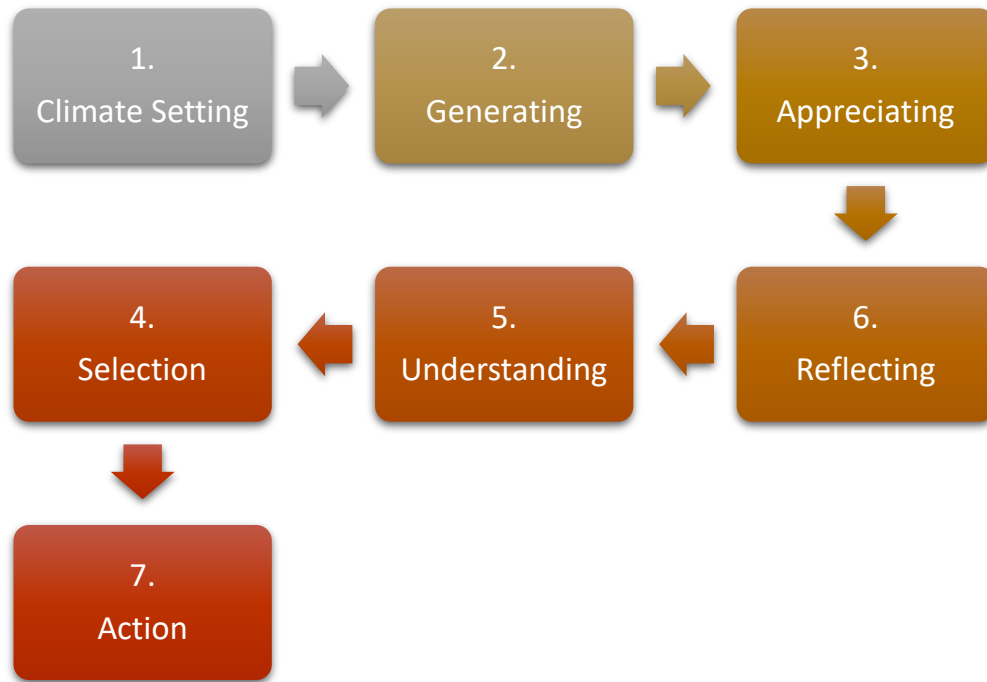 1.
Climate Setting
2.
Generating
3.
Appreciating
4.
Selection
5.
Understanding
6.
Reflecting
7.
Action